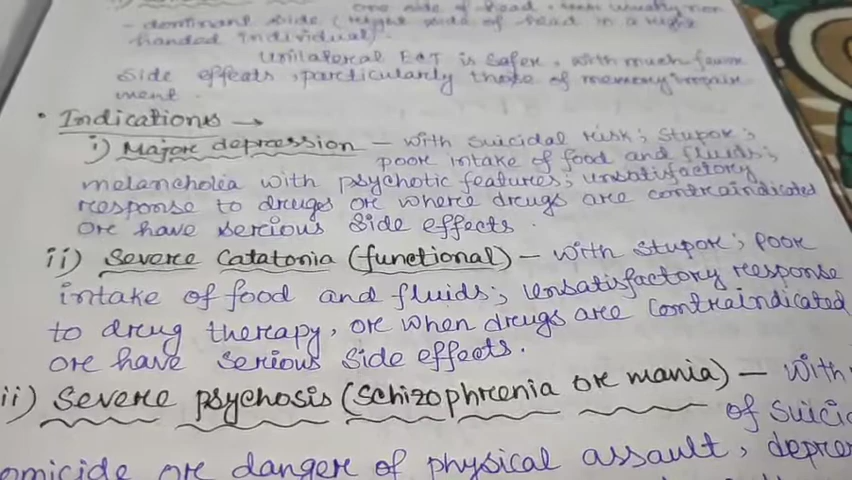 one side of head
- dominant side (right side of head in a right
handed individual).
Unilateral ECT is safer, with much fewer
side effects, particularly those of memory impair
ment.
• Indications →
i) Major depression - with suicidal risk; stupor;
poor intake of food and fluids;
melancholia with psychotic features; unsatisfactory
response to drugs or where drugs are contraindicated
or have serious side effects.
ii) Severe catatonia (functional) - with stupor; poor
intake of food and fluids; unsatisfactory response
to drug therapy, or when drugs are contraindicated
or have serious side effects.
ii) Severe psychosis (schizophrenia or mania) - with
of suici
omicide or danger of physical assault, depre